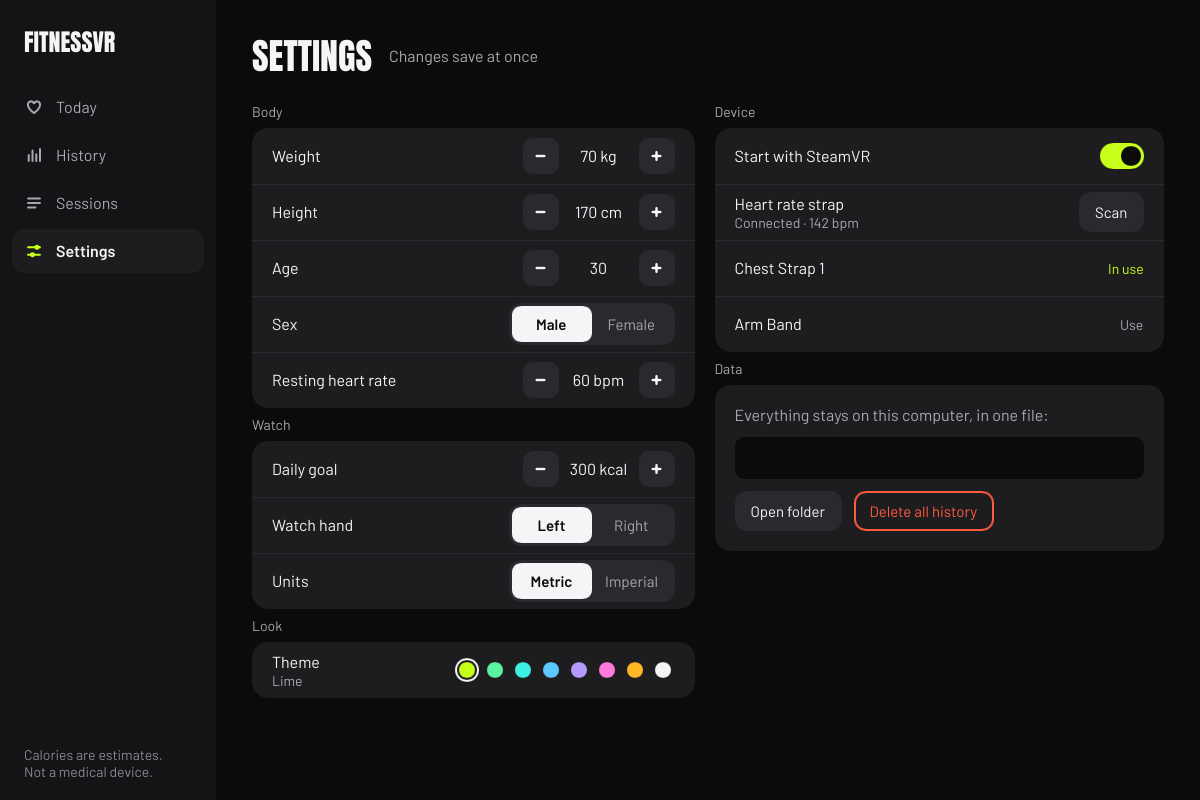 FITNESSVR
Today
History
Sessions
Settings
Calories are estimates.
Not a medical device.
SETTINGS
Changes save at once
Body
Weight
− 70 kg +
Height
− 170 cm +
Age
− 30 +
Sex
Male Female
Resting heart rate
− 60 bpm +
Watch
Daily goal
− 300 kcal +
Watch hand
Left Right
Units
Metric Imperial
Look
Theme
Lime
Device
Start with SteamVR
Heart rate strap
Connected · 142 bpm
Scan
Chest Strap 1
In use
Arm Band
Use
Data
Everything stays on this computer, in one file:
Open folder
Delete all history